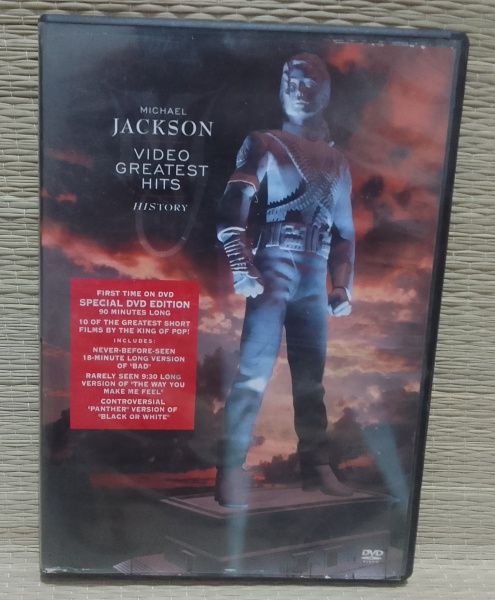 MICHAEL
JACKSON
VIDEO
GREATEST
HITS
HISTORY
FIRST TIME ON DVD
SPECIAL DVD EDITION
90 MINUTES LONG
10 OF THE GREATEST SHORT
FILMS BY THE KING OF POP!
INCLUDES:
NEVER-BEFORE-SEEN
18-MINUTE LONG VERSION
OF "BAD"
RARELY SEEN 9:30 LONG
VERSION OF "THE WAY YOU
MAKE ME FEEL"
CONTROVERSIAL
"PANTHER" VERSION OF
"BLACK OR WHITE"
DVD
VIDEO